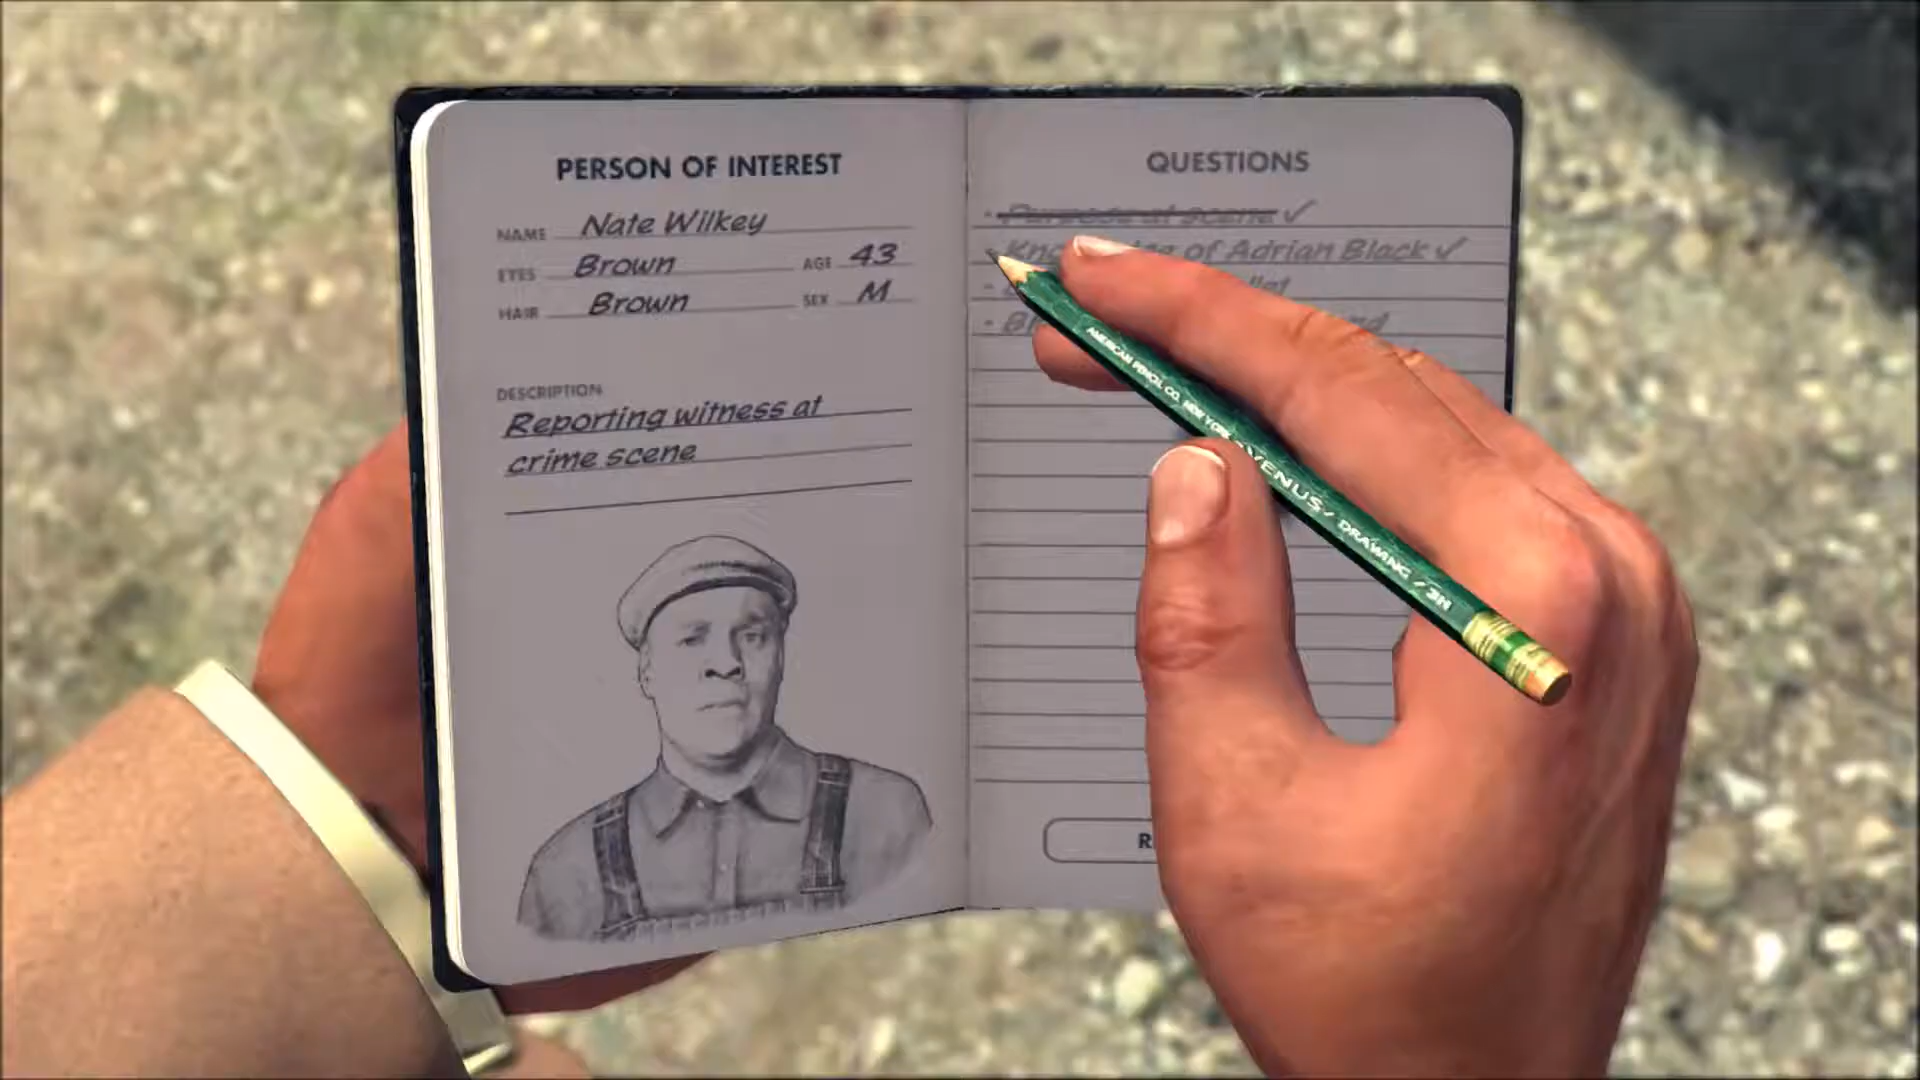 PERSON OF INTEREST
NAME Nate Wilkey
EYES Brown AGE 43
HAIR Brown SEX M
DESCRIPTION
Reporting witness at
crime scene
QUESTIONS
- Purpose at scene ✓
of Adrian Black ✓
AMERICAN PENCIL CO. NEW YORK VENUS DRAWING / 3H